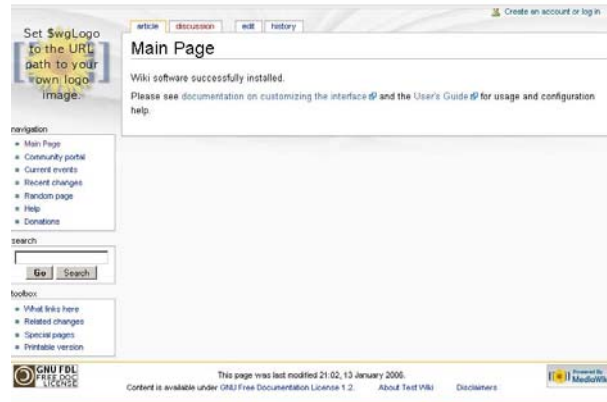 Create an account or log in
Set $wgLogo
to the URL
path to your
own logo
image.
article discussion edit history
Main Page
Wiki software successfully installed.
Please see documentation on customizing the interface and the User's Guide for usage and configuration
help.
navigation
Main Page
Community portal
Current events
Recent changes
Random page
Help
Donations
search
Go Search
toolbox
What links here
Related changes
Special pages
Printable version
GNU FDL
FREE DOC
LICENSE
This page was last modified 21:02, 13 January 2006.
Content is available under GNU Free Documentation License 1.2. About Test Wiki Disclaimers
Powered By
MediaWiki